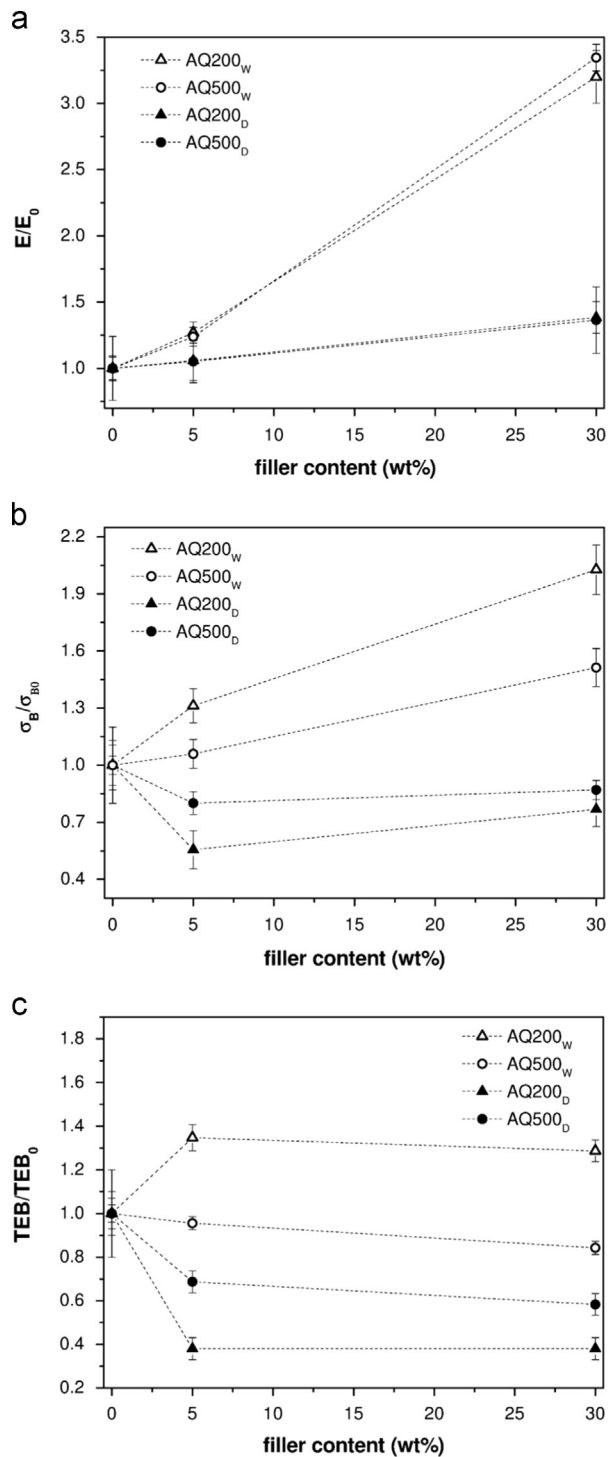 a
3.5
3.0
2.5
2.0
1.5
1.0
E/E0
AQ200W
AQ500W
AQ200D
AQ500D
0 5 10 15 20 25 30
filler content (wt%)
b
2.2
1.9
1.6
1.3
1.0
0.7
0.4
σB/σB0
AQ200W
AQ500W
AQ200D
AQ500D
0 5 10 15 20 25 30
filler content (wt%)
c
1.8
1.6
1.4
1.2
1.0
0.8
0.6
0.4
0.2
TEB/TEB0
AQ200W
AQ500W
AQ200D
AQ500D
0 5 10 15 20 25 30
filler content (wt%)